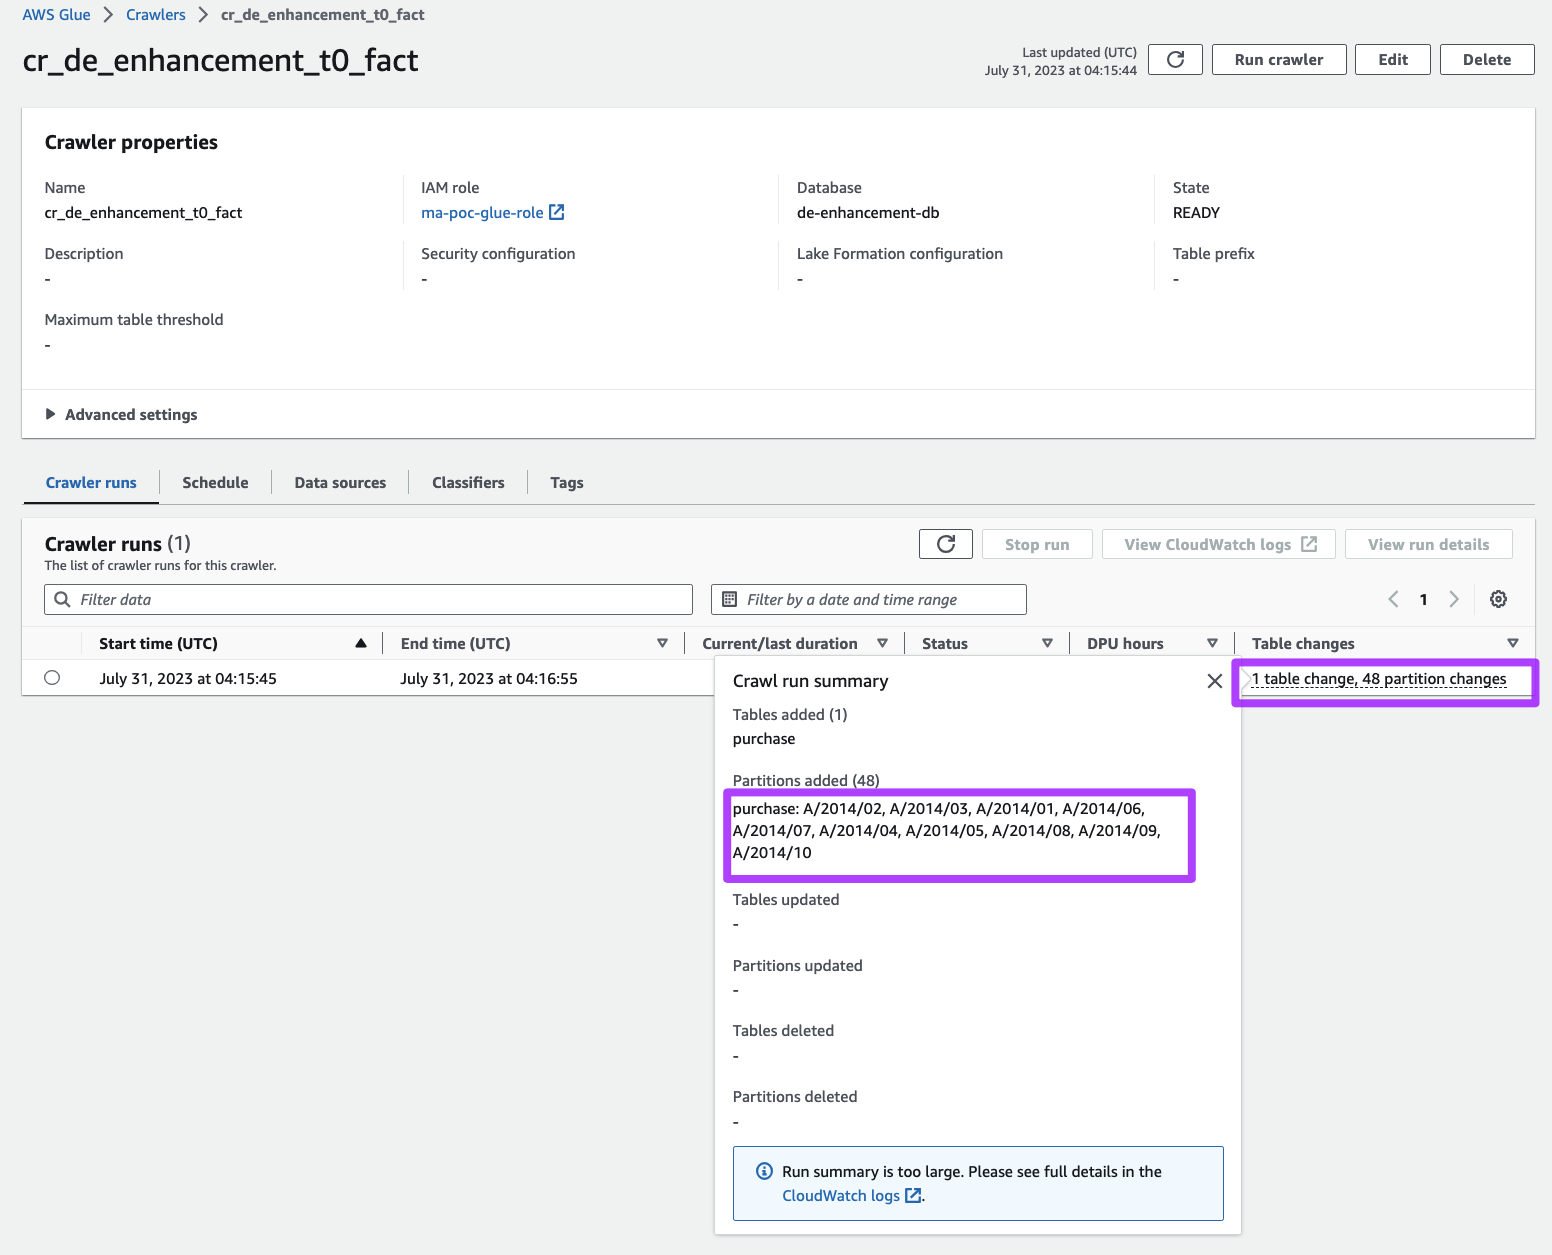 AWS Glue > Crawlers > cr_de_enhancement_t0_fact
cr_de_enhancement_t0_fact
Last updated (UTC)
July 31, 2023 at 04:15:44
Run crawler
Edit
Delete
Crawler properties
Name
cr_de_enhancement_t0_fact
IAM role
ma-poc-glue-role
Database
de-enhancement-db
State
READY
Description
-
Security configuration
-
Lake Formation configuration
-
Table prefix
-
Maximum table threshold
-
Advanced settings
Crawler runs
Schedule
Data sources
Classifiers
Tags
Crawler runs (1)
The list of crawler runs for this crawler.
Stop run
View CloudWatch logs
View run details
Filter data
Filter by a date and time range
1
Start time (UTC)
End time (UTC)
Current/last duration
Status
DPU hours
Table changes
July 31, 2023 at 04:15:45
July 31, 2023 at 04:16:55
1 table change, 48 partition changes
Crawl run summary
Tables added (1)
purchase
Partitions added (48)
purchase: A/2014/02, A/2014/03, A/2014/01, A/2014/06,
A/2014/07, A/2014/04, A/2014/05, A/2014/08, A/2014/09,
A/2014/10
Tables updated
-
Partitions updated
-
Tables deleted
-
Partitions deleted
-
Run summary is too large. Please see full details in the
CloudWatch logs.